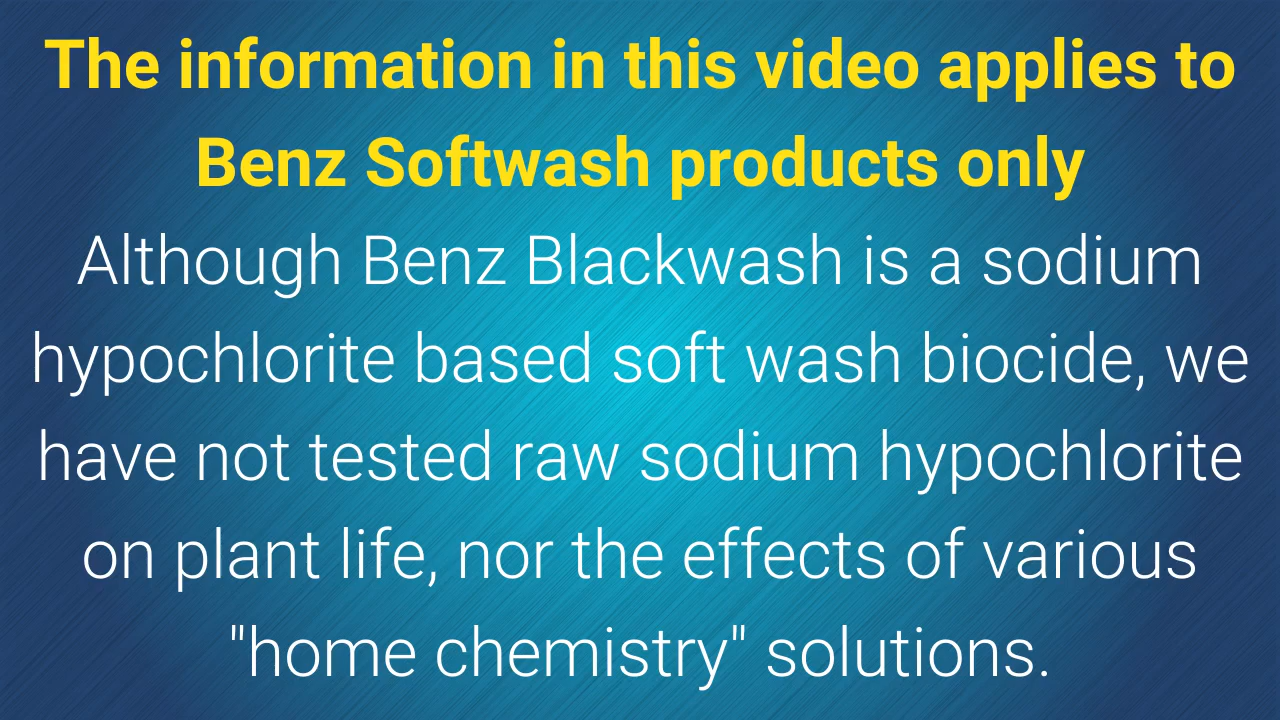 The information in this video applies to
Benz Softwash products only
Although Benz Blackwash is a sodium
hypochlorite based soft wash biocide, we
have not tested raw sodium hypochlorite
on plant life, nor the effects of various
"home chemistry" solutions.